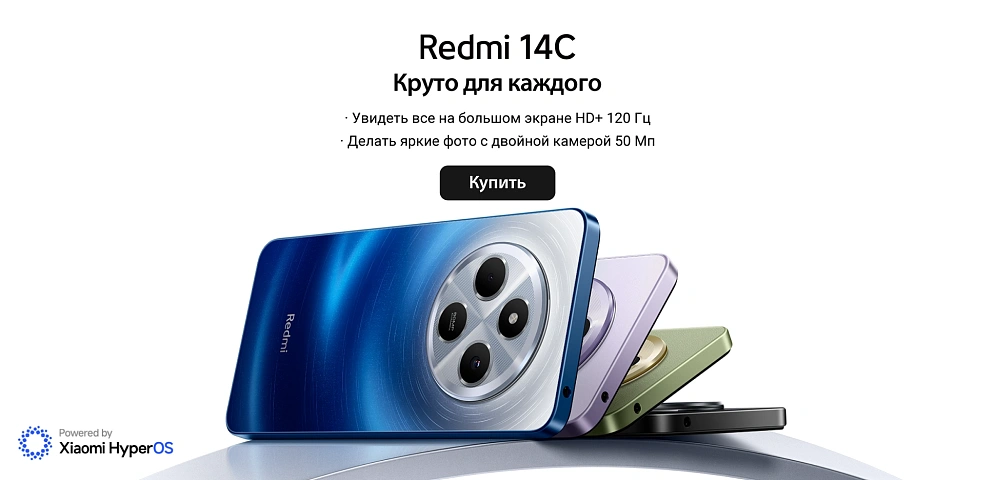 Redmi 14C
Круто для каждого
· Увидеть все на большом экране HD+ 120 Гц
· Делать яркие фото с двойной камерой 50 Мп
Купить
Redmi
Powered by
Xiaomi HyperOS